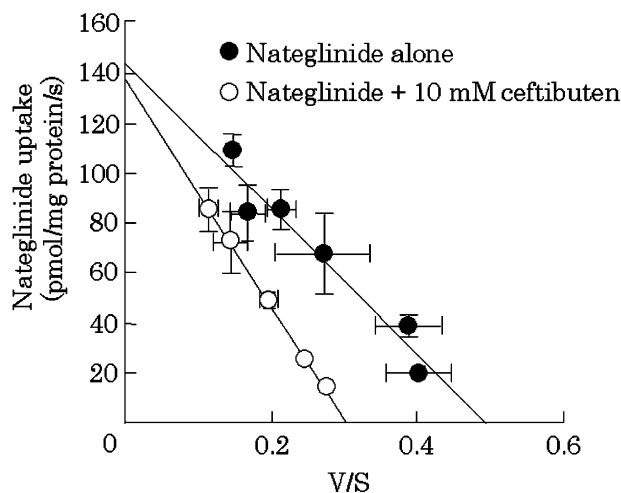 160
140
120
100
80
60
40
20
0
0.2
0.4
0.6
V/S
Nateglinide uptake
(pmol/mg protein/s)
Nateglinide alone
Nateglinide + 10 mM ceftibuten